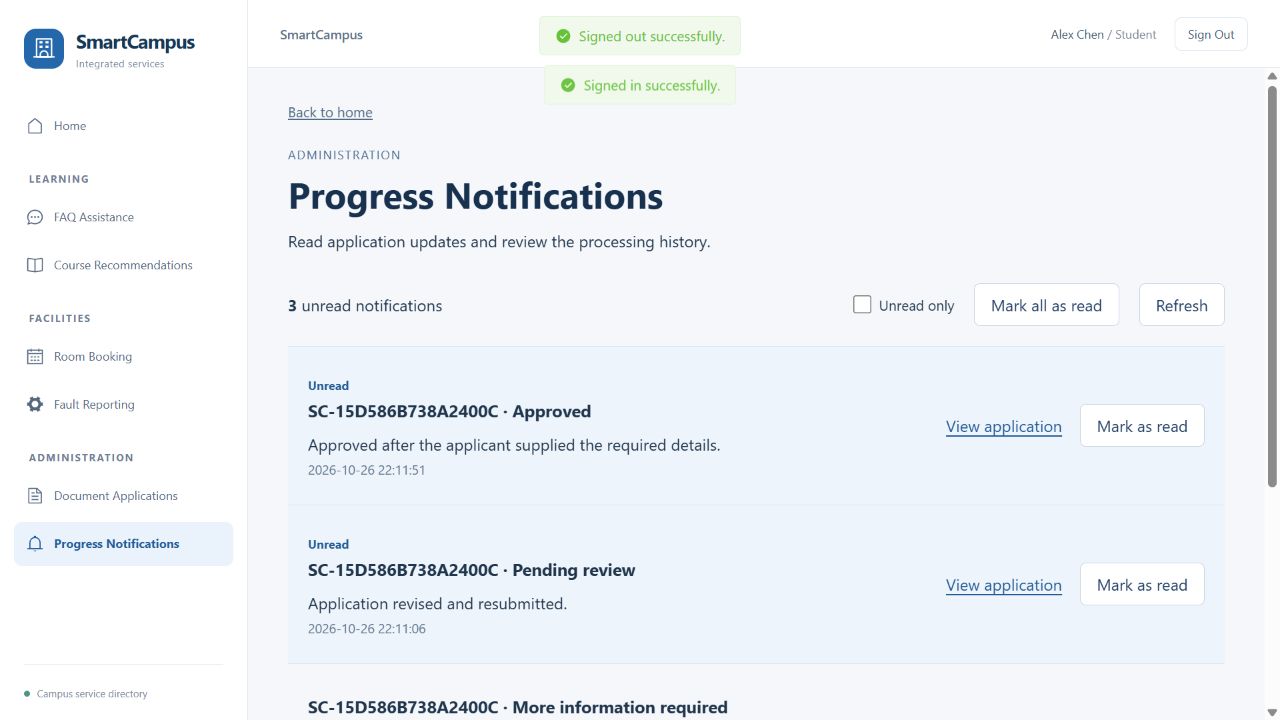 SmartCampus
Integrated services
Home
LEARNING
FAQ Assistance
Course Recommendations
FACILITIES
Room Booking
Fault Reporting
ADMINISTRATION
Document Applications
Progress Notifications
Campus service directory
SmartCampus
Signed out successfully.
Signed in successfully.
Alex Chen / Student
Sign Out
Back to home
ADMINISTRATION
Progress Notifications
Read application updates and review the processing history.
3 unread notifications
Unread only
Mark all as read
Refresh
Unread
SC-15D586B738A2400C · Approved
Approved after the applicant supplied the required details.
2026-10-26 22:11:51
View application
Mark as read
Unread
SC-15D586B738A2400C · Pending review
Application revised and resubmitted.
2026-10-26 22:11:06
View application
Mark as read
SC-15D586B738A2400C · More information required